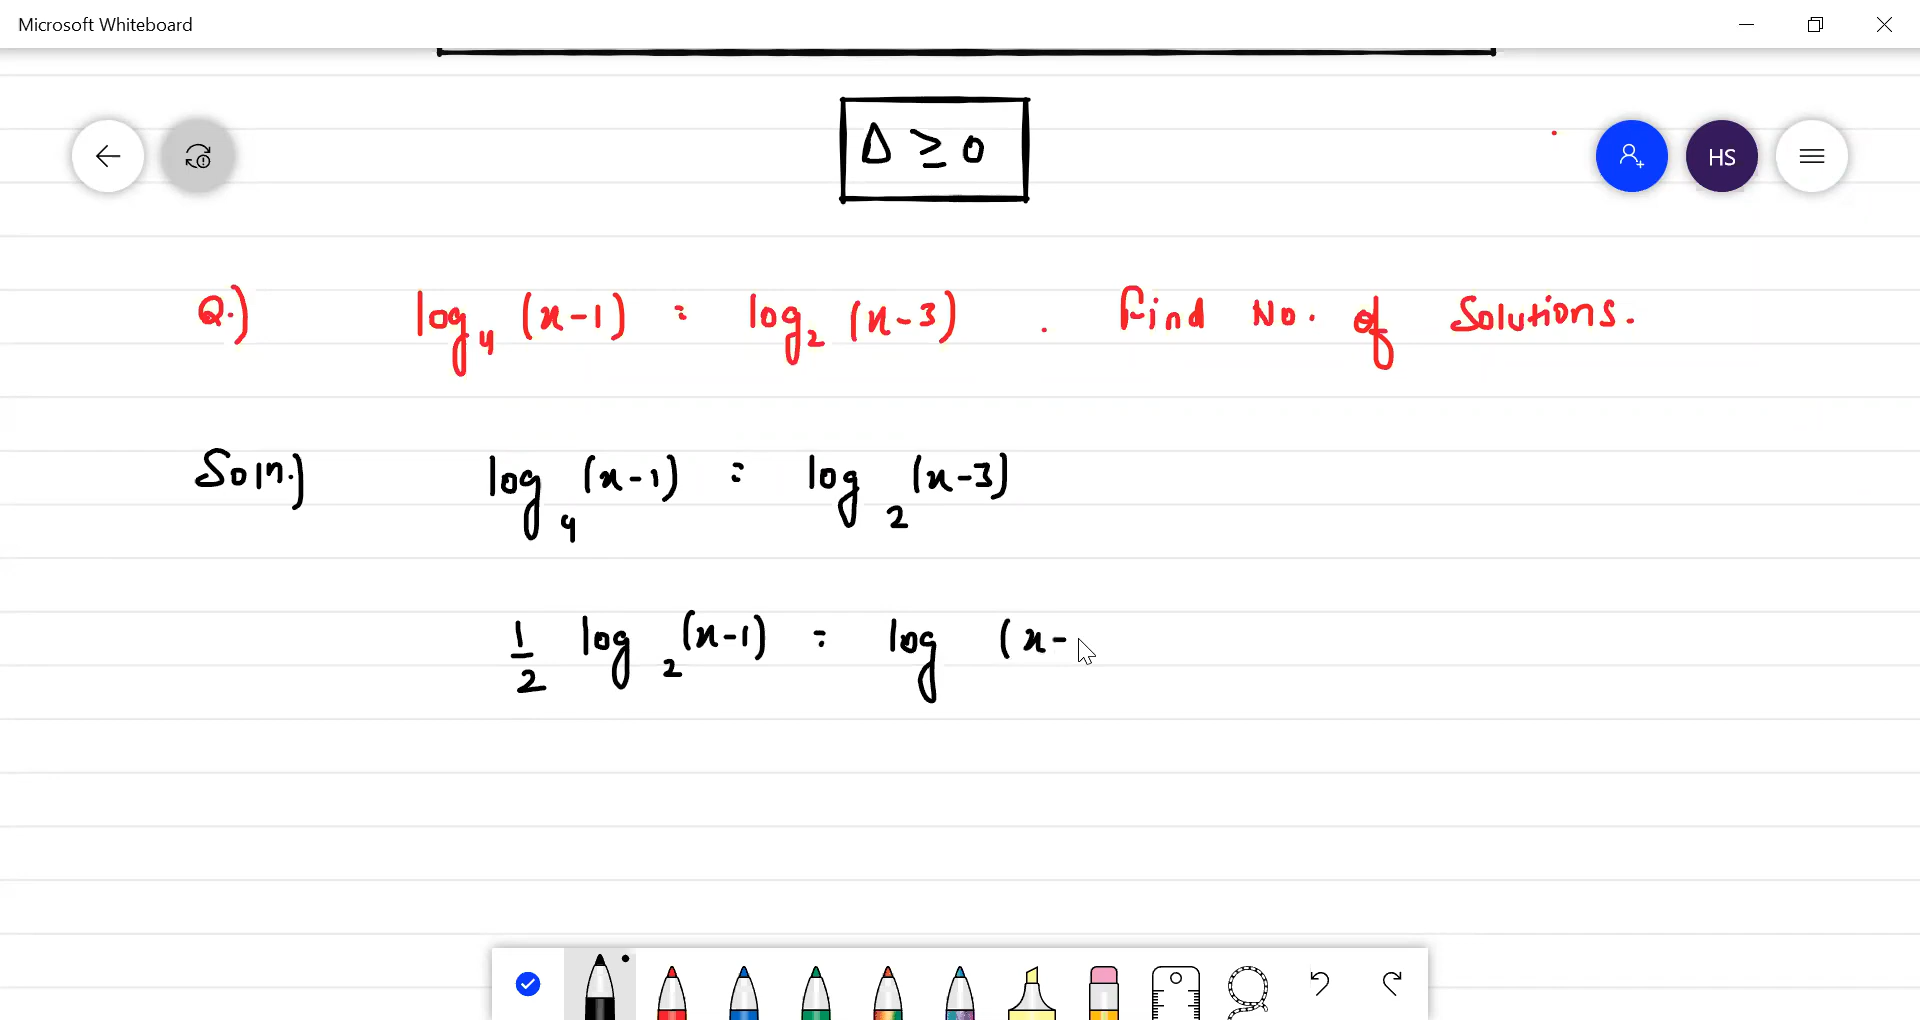 Microsoft Whiteboard
Δ ≥ 0
HS
Q.) log₄ (x-1) = log₂ (x-3) . Find No. of Solutions.
Soln.) log₄ (x-1) = log₂ (x-3)
1/2 log₂ (x-1) = log (x-